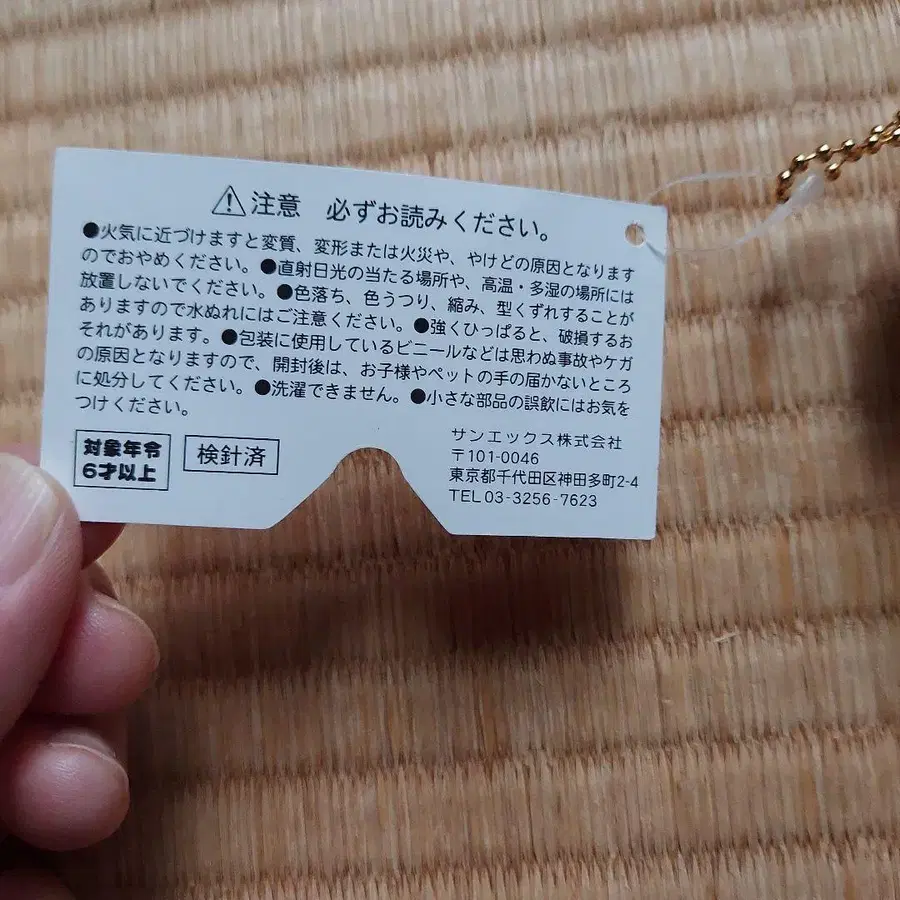 注意 必ずお読みください。
●火気に近づけますと変質、変形または火災や、やけどの原因となります
のでおやめください。●直射日光の当たる場所や、高温・多湿の場所には
放置しないでください。●色落ち、色うつり、縮み、型くずれすることが
ありますので水ぬれにはご注意ください。●強くひっぱると、破損するお
それがあります。●包装に使用しているビニールなどは思わぬ事故やケガ
の原因となりますので、開封後は、お子様やペットの手の届かないところ
に処分してください。●洗濯できません。●小さな部品の誤飲にはお気を
つけください。
対象年令
6才以上
検針済
サンエックス株式会社
〒101-0046
東京都千代田区神田多町2-4
TEL 03-3256-7623